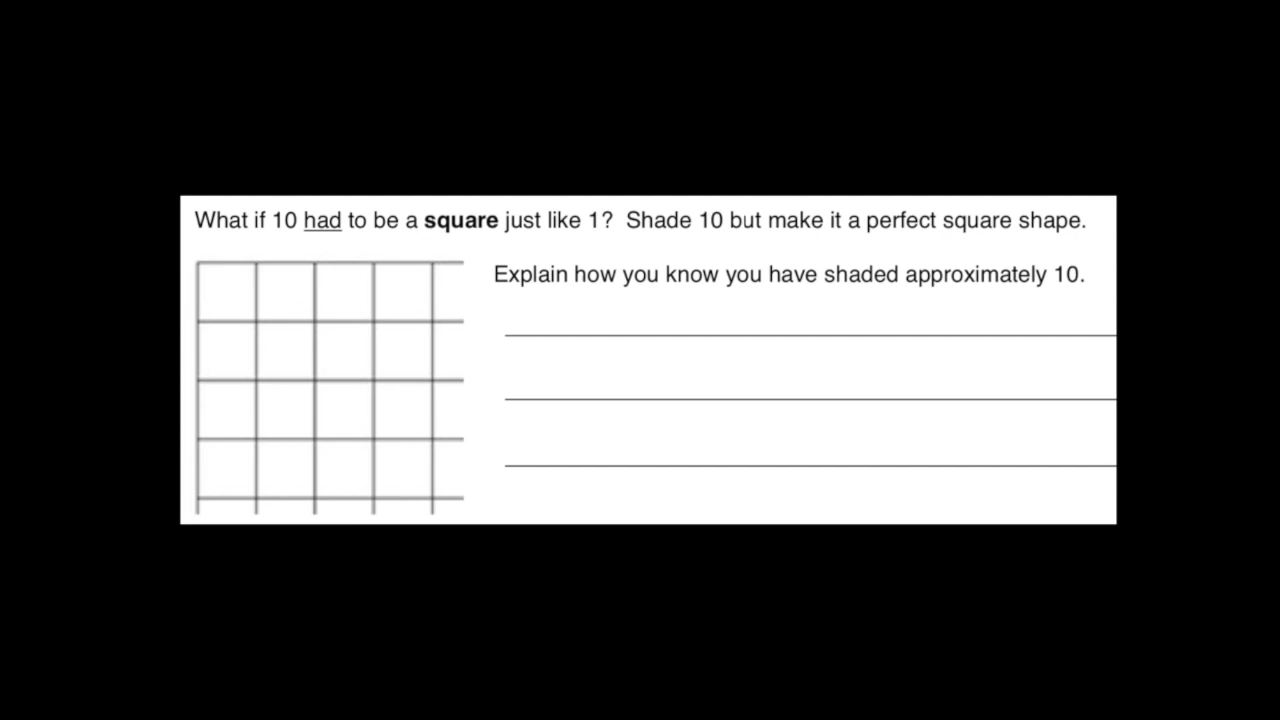 What if 10 had to be a square just like 1?  Shade 10 but make it a perfect square shape.
Explain how you know you have shaded approximately 10.